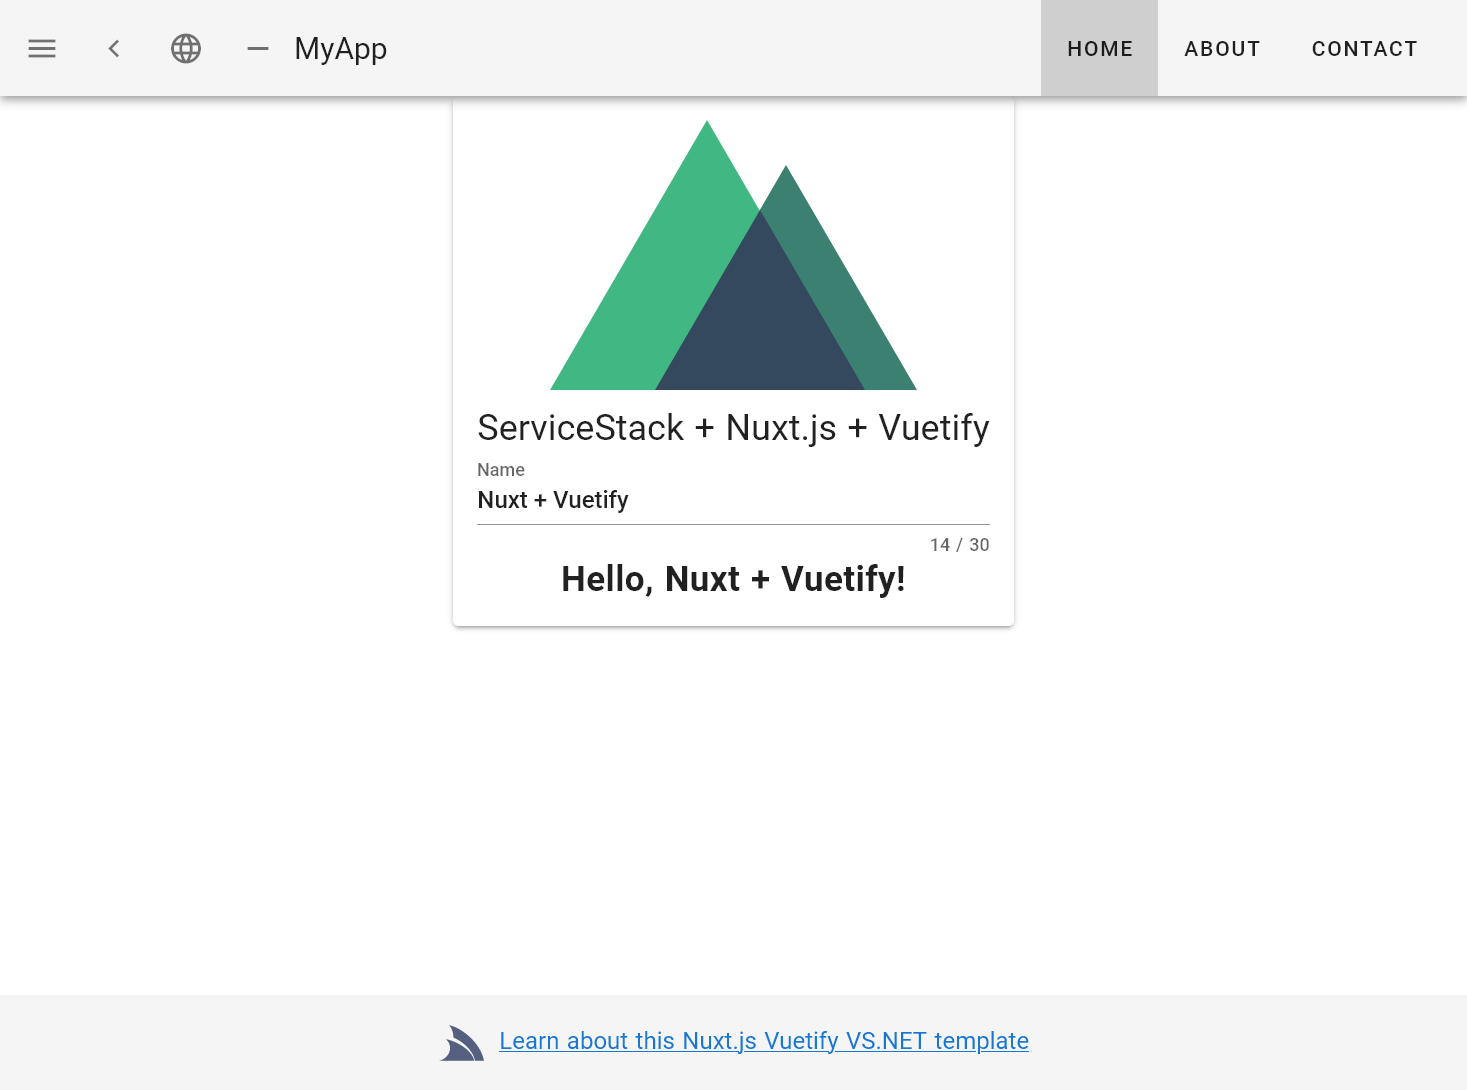 MyApp
HOME ABOUT CONTACT
ServiceStack + Nuxt.js + Vuetify
Name
Nuxt + Vuetify
14 / 30
Hello, Nuxt + Vuetify!
Learn about this Nuxt.js Vuetify VS.NET template